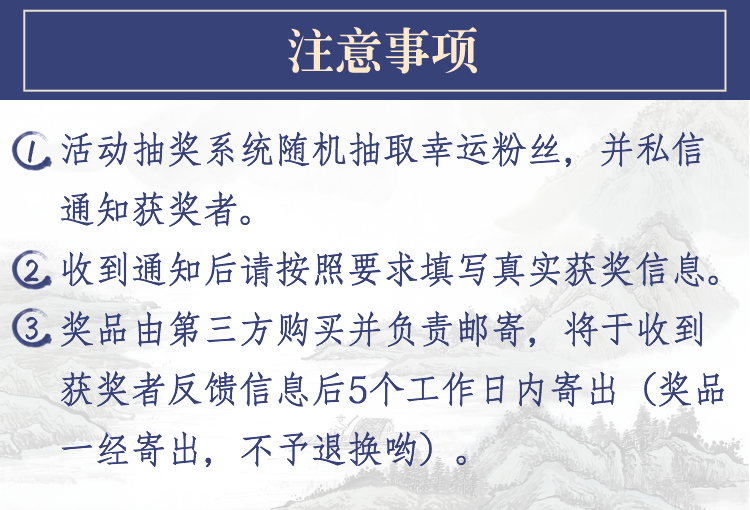 注意事项
1 活动抽奖系统随机抽取幸运粉丝，并私信
通知获奖者。
2 收到通知后请按照要求填写真实获奖信息。
3 奖品由第三方购买并负责邮寄，将于收到
获奖者反馈信息后5个工作日内寄出（奖品
一经寄出，不予退换哟）。